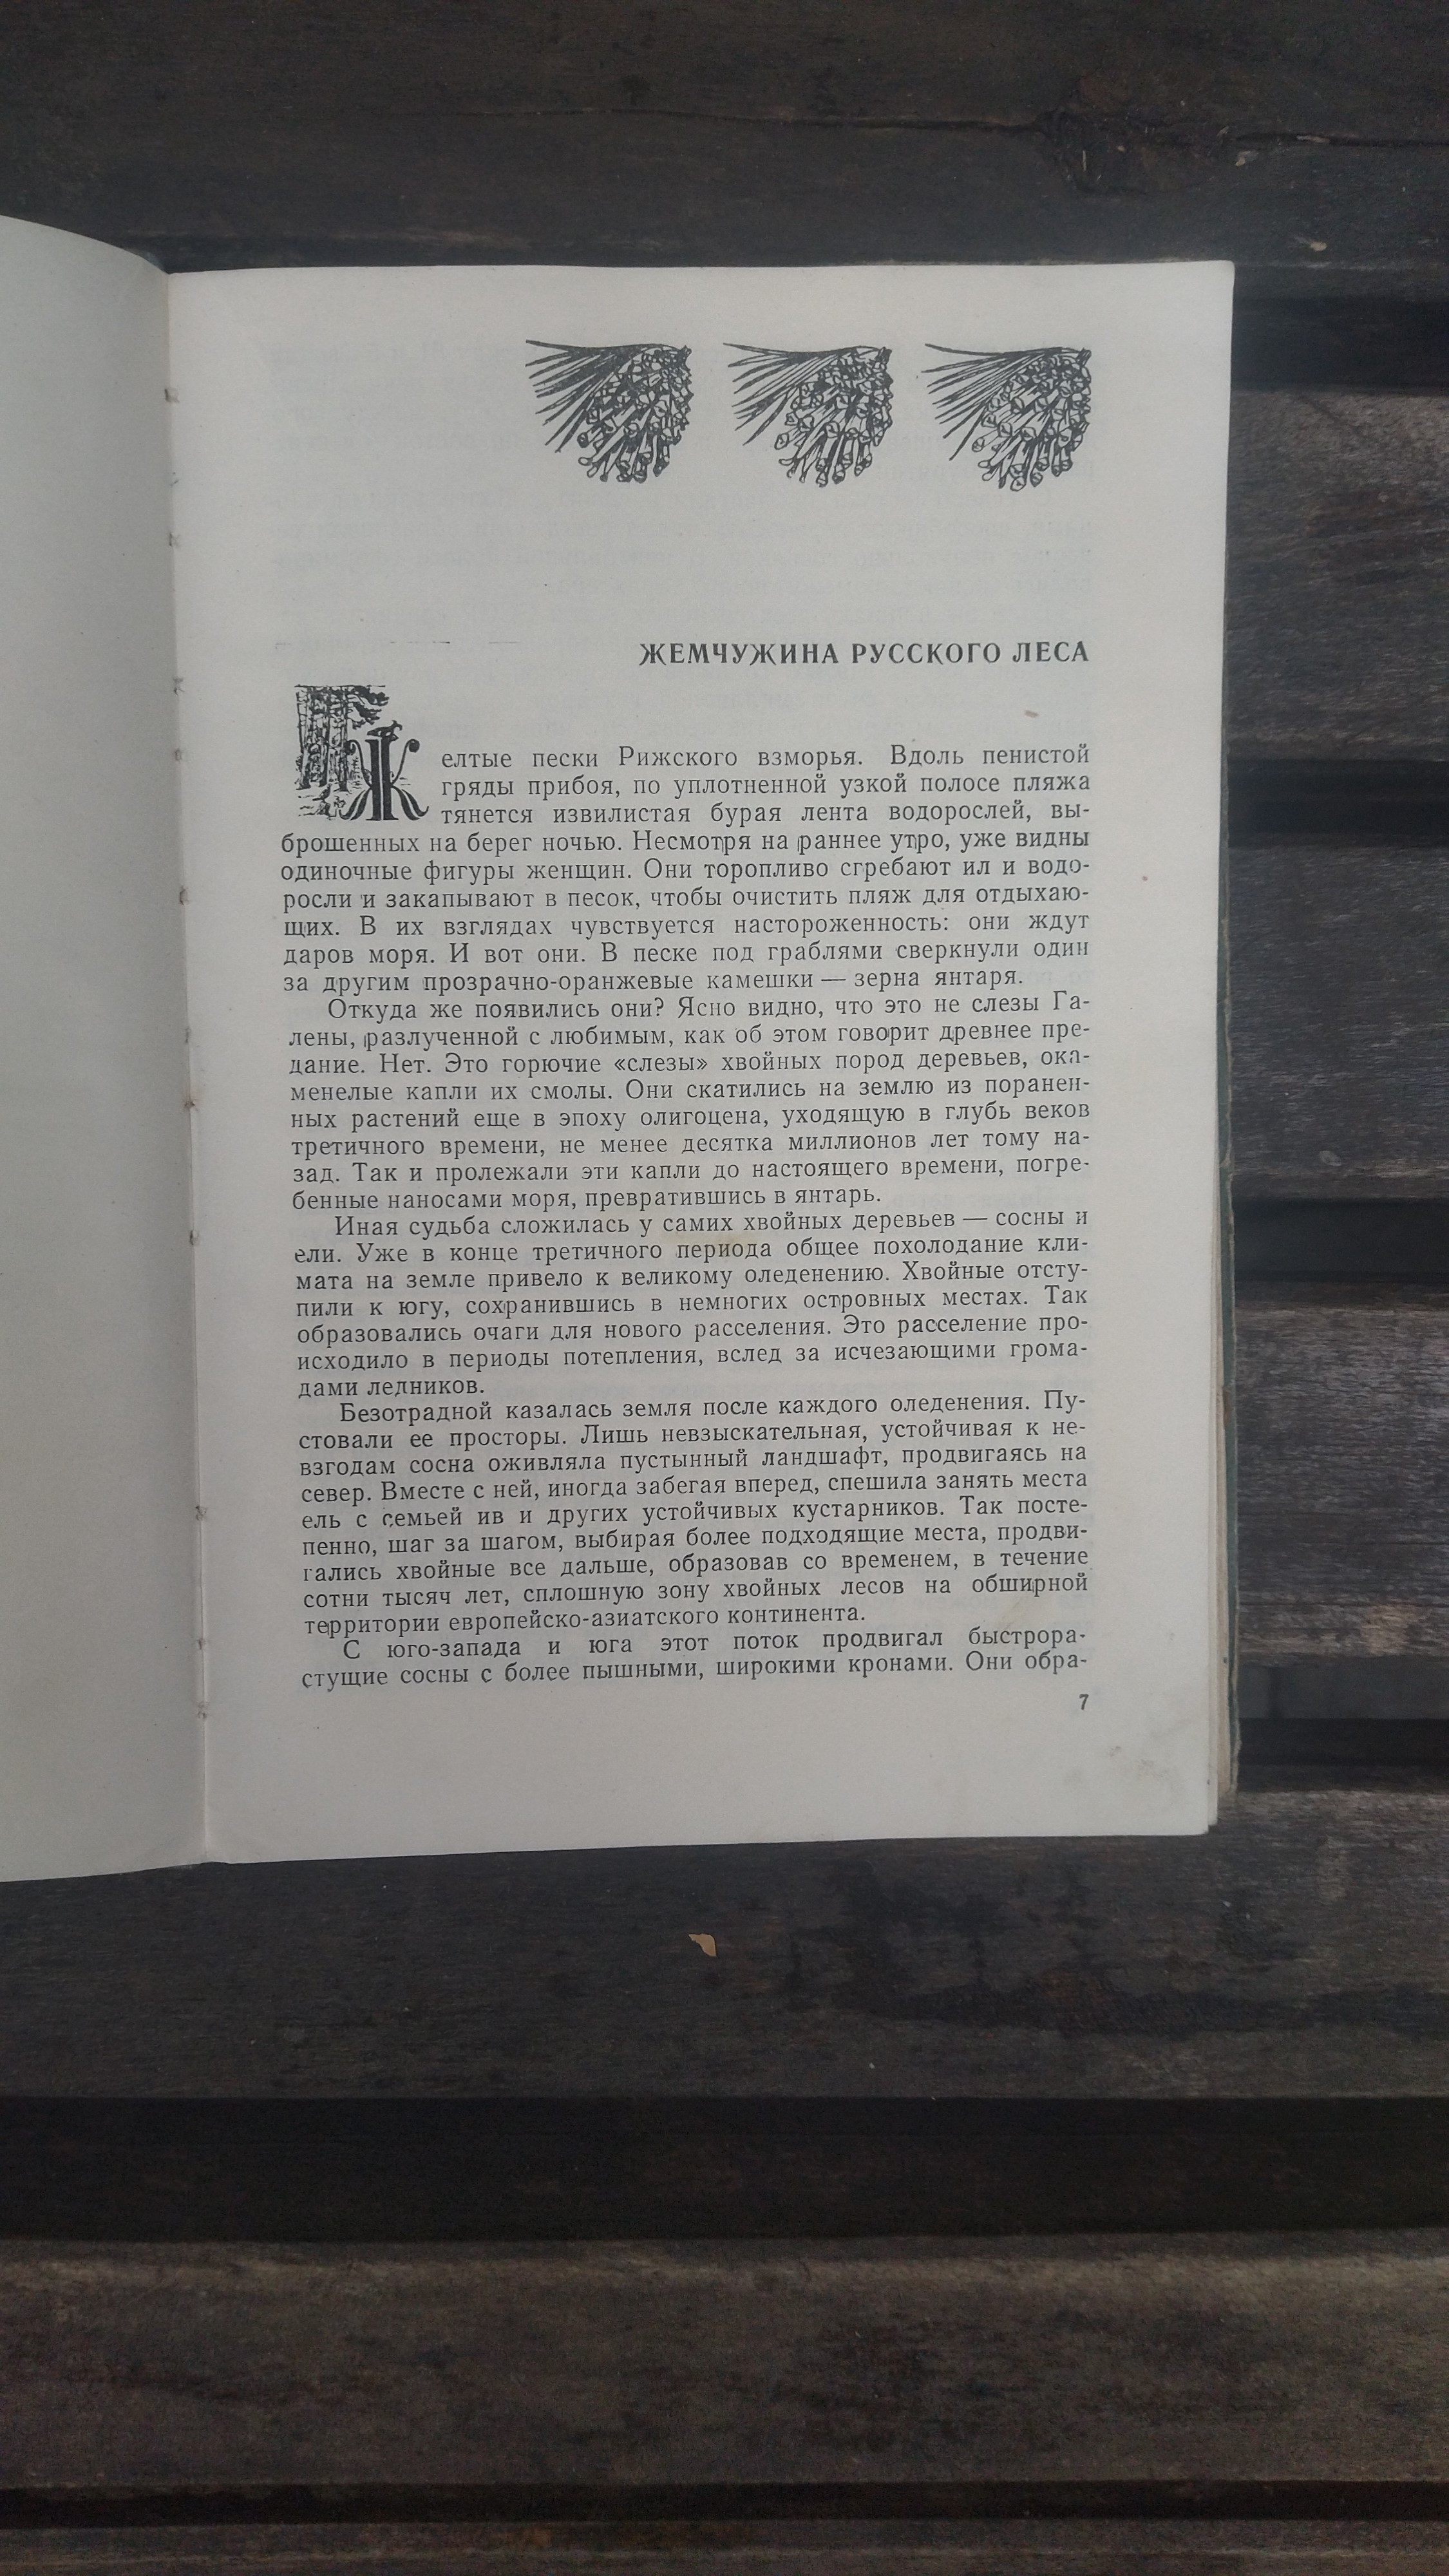 ЖЕМЧУЖИНА РУССКОГО ЛЕСА
Желтые пески Рижского взморья. Вдоль пенистой
гряды прибоя, по уплотненной узкой полосе пляжа
тянется извилистая бурая лента водорослей, вы-
брошенных на берег ночью. Несмотря на раннее утро, уже видны
одиночные фигуры женщин. Они торопливо сгребают ил и водо-
росли и закапывают в песок, чтобы очистить пляж для отдыхаю-
щих. В их взглядах чувствуется настороженность: они ждут
даров моря. И вот они. В песке под граблями сверкнули один
за другим прозрачно-оранжевые камешки — зерна янтаря.
Откуда же появились они? Ясно видно, что это не слезы Га-
лены, разлученной с любимым, как об этом говорит древнее пре-
дание. Нет. Это горючие «слезы» хвойных пород деревьев, ока-
менелые капли их смолы. Они скатились на землю из поранен-
ных растений еще в эпоху олигоцена, уходящую в глубь веков
третичного времени, не менее десятка миллионов лет тому на-
зад. Так и пролежали эти капли до настоящего времени, погре-
бенные наносами моря, превратившись в янтарь.
Иная судьба сложилась у самих хвойных деревьев — сосны и
ели. Уже в конце третичного периода общее похолодание кли-
мата на земле привело к великому оледенению. Хвойные отсту-
пили к югу, сохранившись в немногих островных местах. Так
образовались очаги для нового расселения. Это расселение про-
исходило в периоды потепления, вслед за исчезающими грома-
дами ледников.
Безотрадной казалась земля после каждого оледенения. Пу-
стовали ее просторы. Лишь невзыскательная, устойчивая к не-
взгодам сосна оживляла пустынный ландшафт, продвигаясь на
север. Вместе с ней, иногда забегая вперед, спешила занять места
ель с семьей ив и других устойчивых кустарников. Так посте-
пенно, шаг за шагом, выбирая более подходящие места, продви-
гались хвойные все дальше, образовав со временем, в течение
сотни тысяч лет, сплошную зону хвойных лесов на обширной
территории европейско-азиатского континента.
С юго-запада и юга этот поток продвигал быстрора-
стущие сосны с более пышными, широкими кронами. Они обра-
7